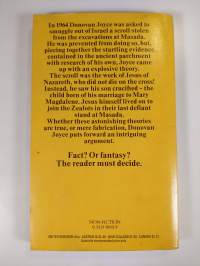 In 1964 Donovan Joyce was asked to
smuggle out of Israel a scroll stolen
from the excavations at Masada.
He was prevented from doing so, but,
piecing together the startling evidence
contained in the ancient parchment
with research of his own, Joyce came
up with an explosive theory.
The scroll was the work of Jesus of
Nazareth, who did not die on the cross!
Instead, he saw his son crucified - the
child born of his marriage to Mary
Magdalene. Jesus himself lived on to
join the Zealots in their last defiant
stand at Masada.
Whether these astonishing theories
are true, or mere fabrication, Donovan
Joyce puts forward an intriguing
argument.
Fact? Or fantasy?
The reader must decide.
NON-FICTION